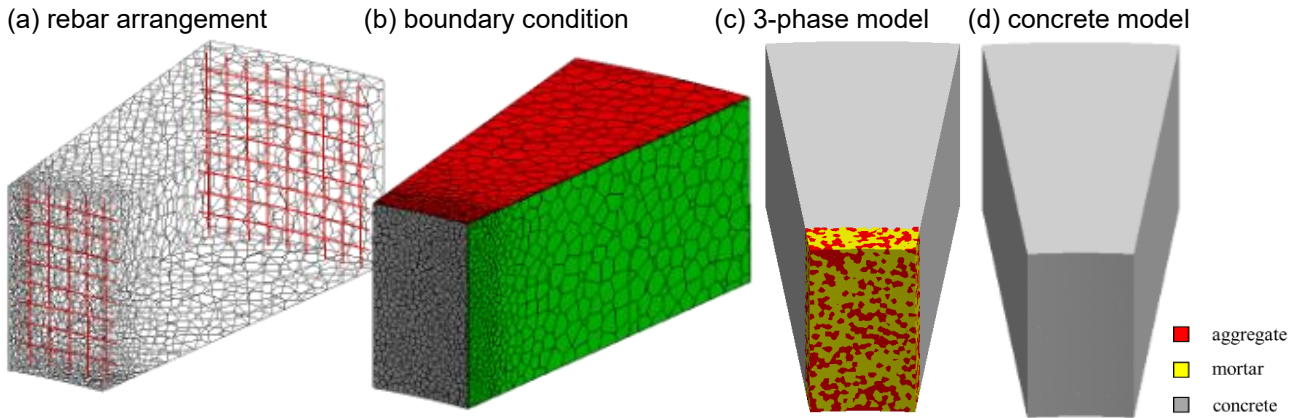 (a) rebar arrangement
(b) boundary condition
(c) 3-phase model
(d) concrete model
aggregate
mortar
concrete